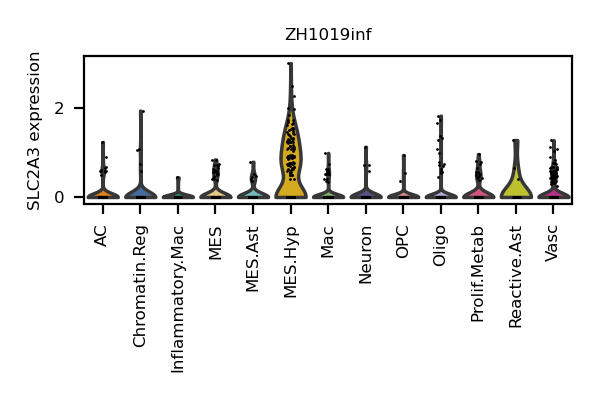 ZH1019inf
SLC2A3 expression
2
0
AC
Chromatin.Reg
Inflammatory.Mac
MES
MES.Ast
MES.Hyp
Mac
Neuron
OPC
Oligo
Prolif.Metab
Reactive.Ast
Vasc